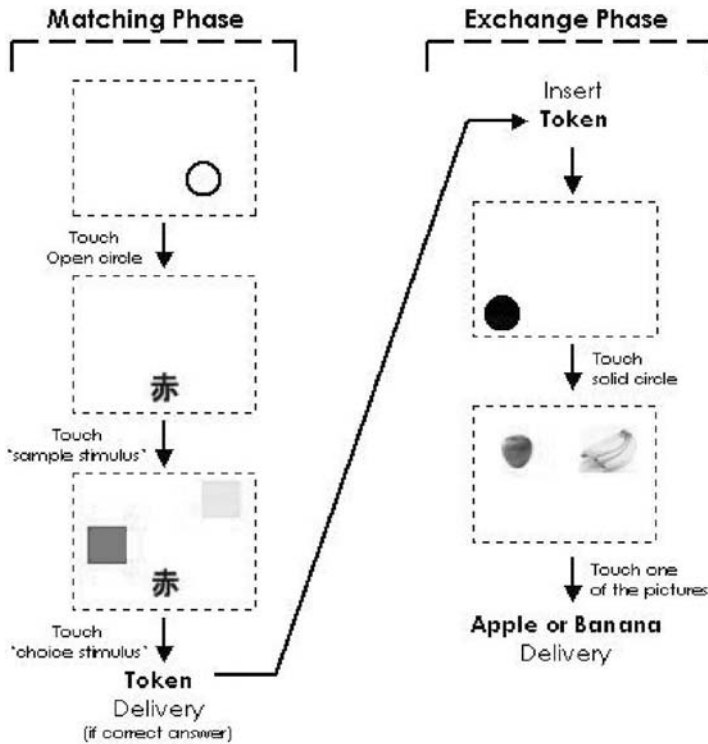 Matching Phase
Touch
Open circle
赤
Touch
"sample stimulus"
赤
Touch
"choice stimulus"
Token
Delivery
(if correct answer)
Exchange Phase
Insert
Token
Touch
solid circle
Touch one
of the pictures
Apple or Banana
Delivery